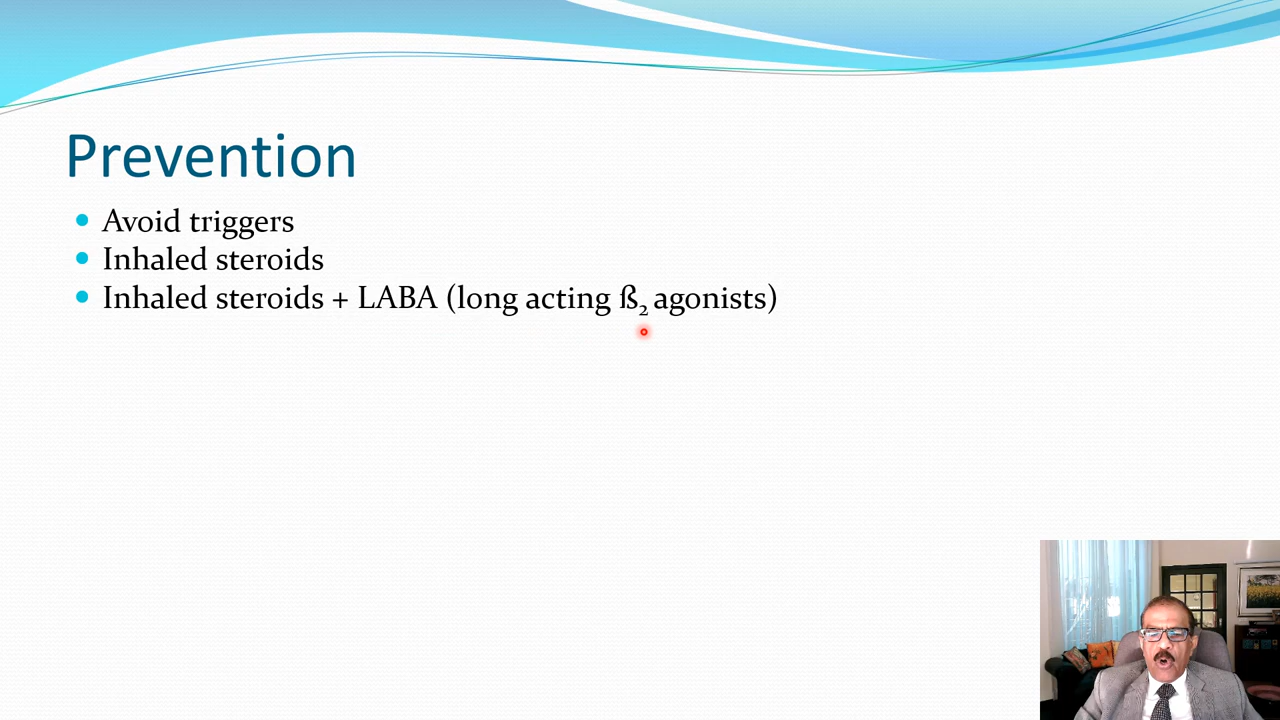 Prevention
Avoid triggers
Inhaled steroids
Inhaled steroids + LABA (long acting ß₂ agonists)